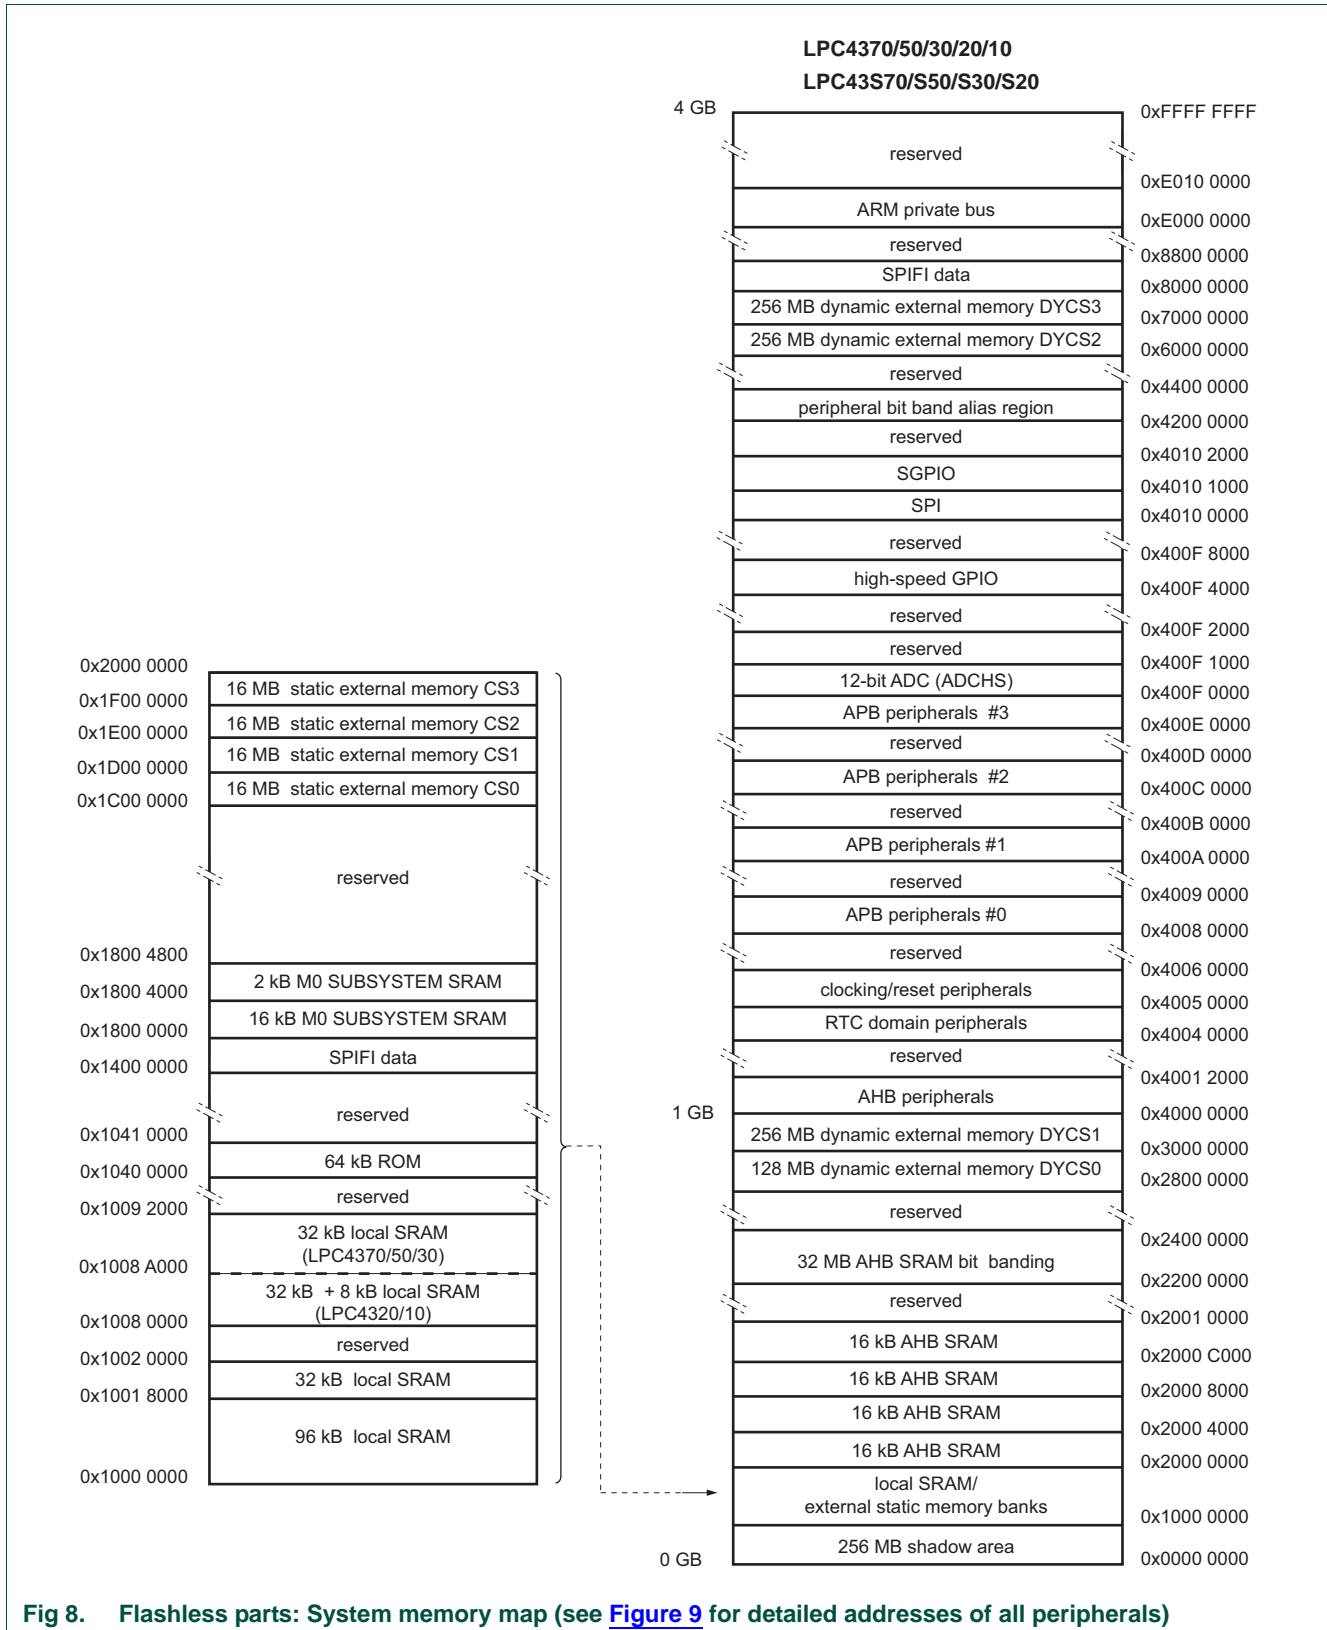 LPC4370/50/30/20/10
LPC43S70/S50/S30/S20
4 GB
0xFFFF FFFF
reserved
0xE010 0000
ARM private bus
0xE000 0000
reserved
0x8800 0000
SPIFI data
0x8000 0000
256 MB dynamic external memory DYCS3
0x7000 0000
256 MB dynamic external memory DYCS2
0x6000 0000
reserved
0x4400 0000
peripheral bit band alias region
0x4200 0000
reserved
0x4010 2000
SGPIO
0x4010 1000
SPI
0x4010 0000
reserved
0x400F 8000
high-speed GPIO
0x400F 4000
reserved
0x400F 2000
reserved
0x400F 1000
12-bit ADC (ADCHS)
0x400F 0000
APB peripherals #3
0x400E 0000
reserved
0x400D 0000
APB peripherals #2
0x400C 0000
reserved
0x400B 0000
APB peripherals #1
0x400A 0000
reserved
0x4009 0000
APB peripherals #0
0x4008 0000
reserved
0x4006 0000
clocking/reset peripherals
0x4005 0000
RTC domain peripherals
0x4004 0000
reserved
0x4001 2000
AHB peripherals
1 GB
0x4000 0000
256 MB dynamic external memory DYCS1
0x3000 0000
128 MB dynamic external memory DYCS0
0x2800 0000
reserved
0x2400 0000
32 MB AHB SRAM bit banding
0x2200 0000
reserved
0x2001 0000
16 kB AHB SRAM
0x2000 C000
16 kB AHB SRAM
0x2000 8000
16 kB AHB SRAM
0x2000 4000
16 kB AHB SRAM
0x2000 0000
local SRAM/
external static memory banks
0x1000 0000
256 MB shadow area
0 GB
0x0000 0000
0x2000 0000
16 MB static external memory CS3
0x1F00 0000
16 MB static external memory CS2
0x1E00 0000
16 MB static external memory CS1
0x1D00 0000
16 MB static external memory CS0
0x1C00 0000
reserved
0x1800 4800
2 kB M0 SUBSYSTEM SRAM
0x1800 4000
16 kB M0 SUBSYSTEM SRAM
0x1800 0000
SPIFI data
0x1400 0000
reserved
0x1041 0000
64 kB ROM
0x1040 0000
reserved
0x1009 2000
32 kB local SRAM
(LPC4370/50/30)
0x1008 A000
32 kB + 8 kB local SRAM
(LPC4320/10)
0x1008 0000
reserved
0x1002 0000
32 kB local SRAM
0x1001 8000
96 kB local SRAM
0x1000 0000
Fig 8. Flashless parts: System memory map (see Figure 9 for detailed addresses of all peripherals)